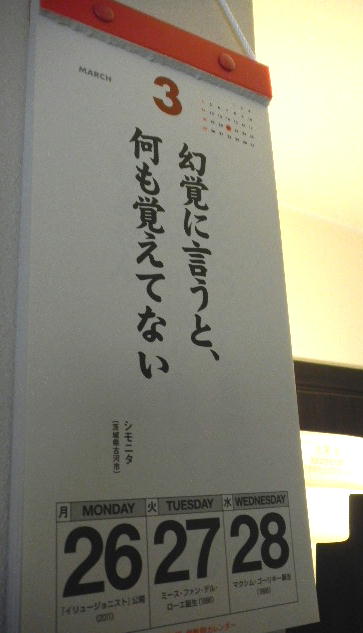 MARCH
3
幻覚に言うと、
何も覚えてない
シモニタ
(茨城県古河市)
月 MONDAY 火 TUESDAY 水 WEDNESDAY
26 27 28
『イリュージョニスト』公開
(2011)
ミース・ファン・デル・
ローエ誕生(1886)
マクシム・ゴーリキー誕生
(1868)